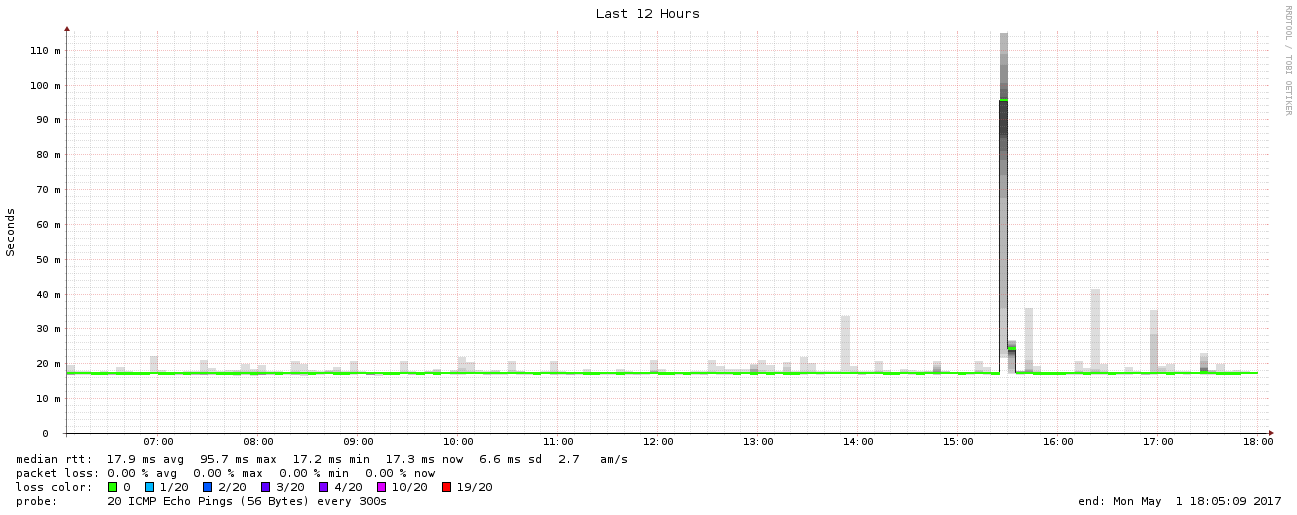 Last 12 Hours
RRDTOOL / TOBI OETIKER
Seconds
110 m
100 m
90 m
80 m
70 m
60 m
50 m
40 m
30 m
20 m
10 m
0
07:00 08:00 09:00 10:00 11:00 12:00 13:00 14:00 15:00 16:00 17:00 18:00
median rtt: 17.9 ms avg 95.7 ms max 17.2 ms min 17.3 ms now 6.6 ms sd 2.7 am/s
packet loss: 0.00 % avg 0.00 % max 0.00 % min 0.00 % now
loss color: 0 1/20 2/20 3/20 4/20 10/20 19/20
probe: 20 ICMP Echo Pings (56 Bytes) every 300s end: Mon May 1 18:05:09 2017